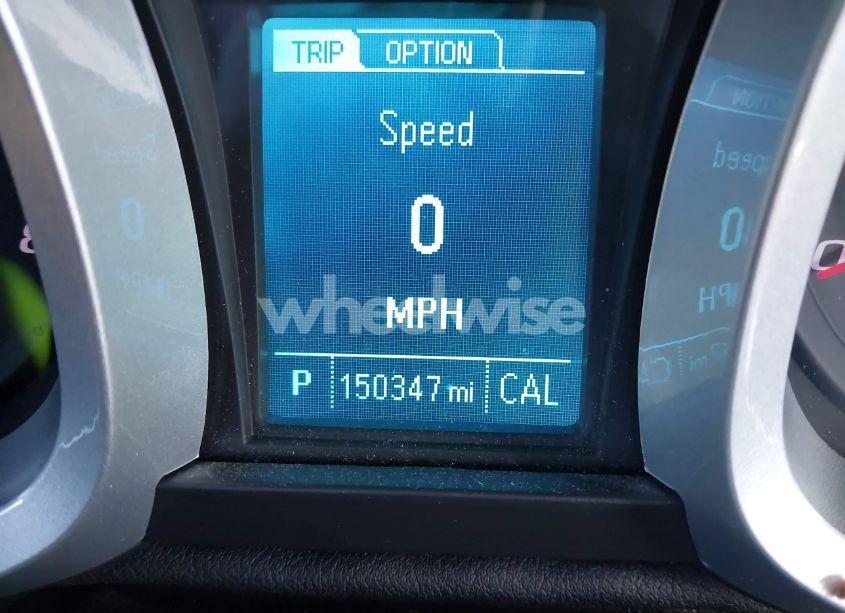 TRIP OPTION
Speed
0
wheelwise
MPH
P 150347 mi CAL